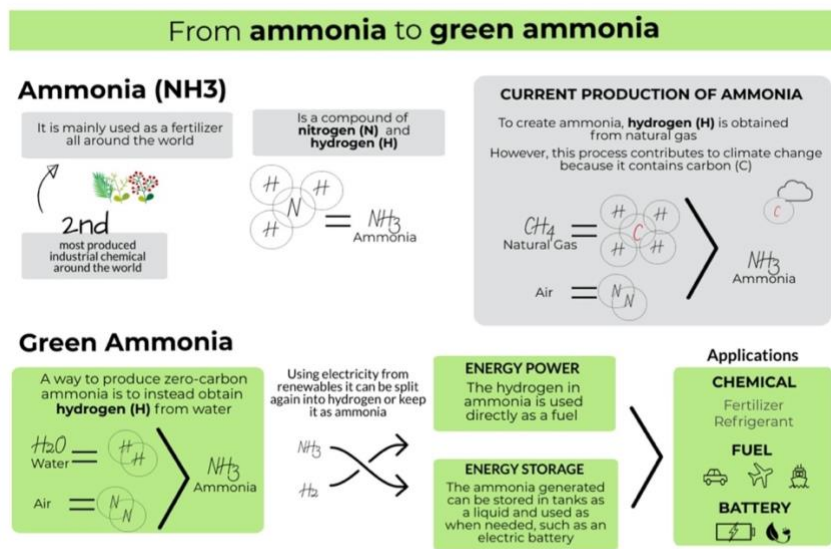 From ammonia to green ammonia
Ammonia (NH3)
It is mainly used as a fertilizer
all around the world
2nd
most produced
industrial chemical
around the world
Is a compound of
nitrogen (N) and
hydrogen (H)
H
H
N
H
= NH3
Ammonia
CURRENT PRODUCTION OF AMMONIA
To create ammonia, hydrogen (H) is obtained
from natural gas
However, this process contributes to climate change
because it contains carbon (C)
CH4 =
Natural Gas
H
H
C
H
H
Air =
N
N
C
NH3
Ammonia
Green Ammonia
A way to produce zero-carbon
ammonia is to instead obtain
hydrogen (H) from water
H2O =
Water
H
H
Air =
N
N
NH3
Ammonia
Using electricity from
renewables it can be split
again into hydrogen or keep
it as ammonia
NH3
H2
ENERGY POWER
The hydrogen in
ammonia is used
directly as a fuel
ENERGY STORAGE
The ammonia generated
can be stored in tanks as
a liquid and used as
when needed, such as an
electric battery
Applications
CHEMICAL
Fertilizer
Refrigerant
FUEL
BATTERY